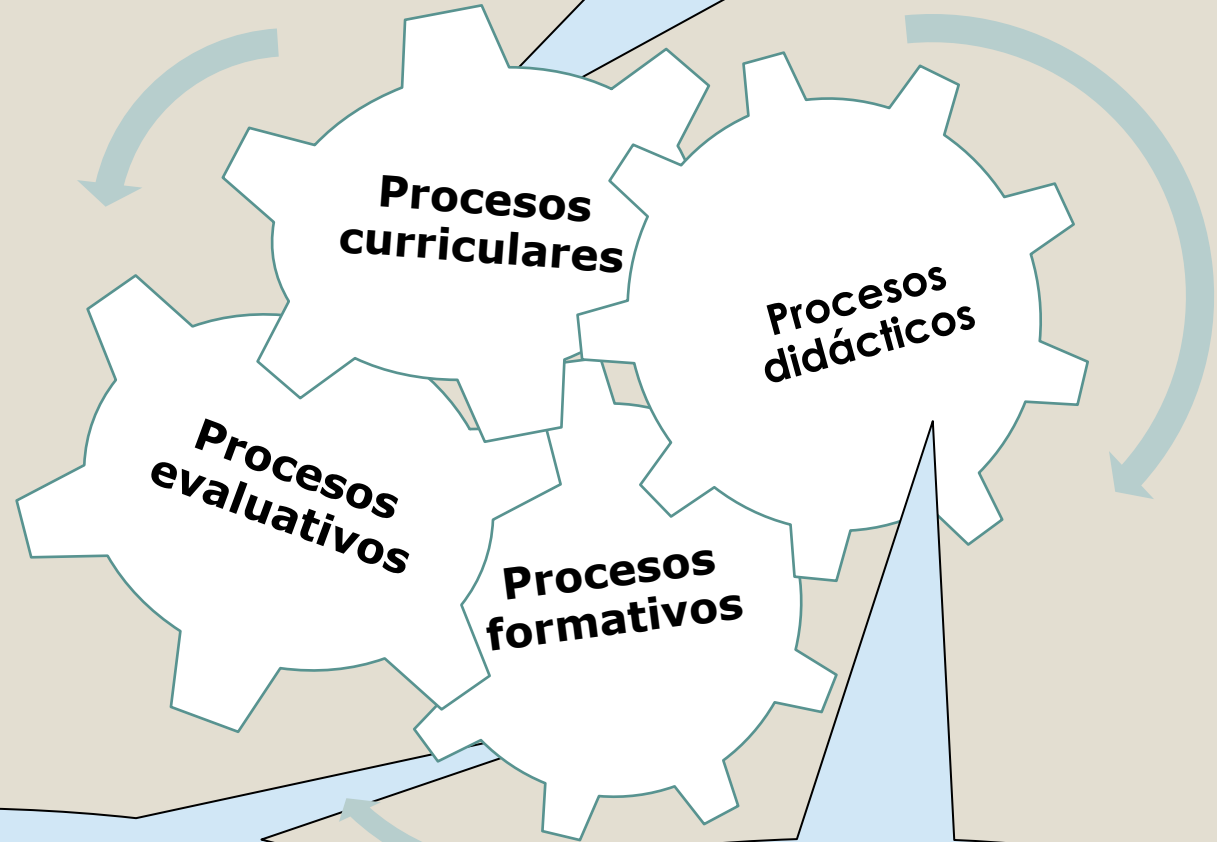 Procesos
curriculares
Procesos
didácticos
Procesos
evaluativos
Procesos
formativos